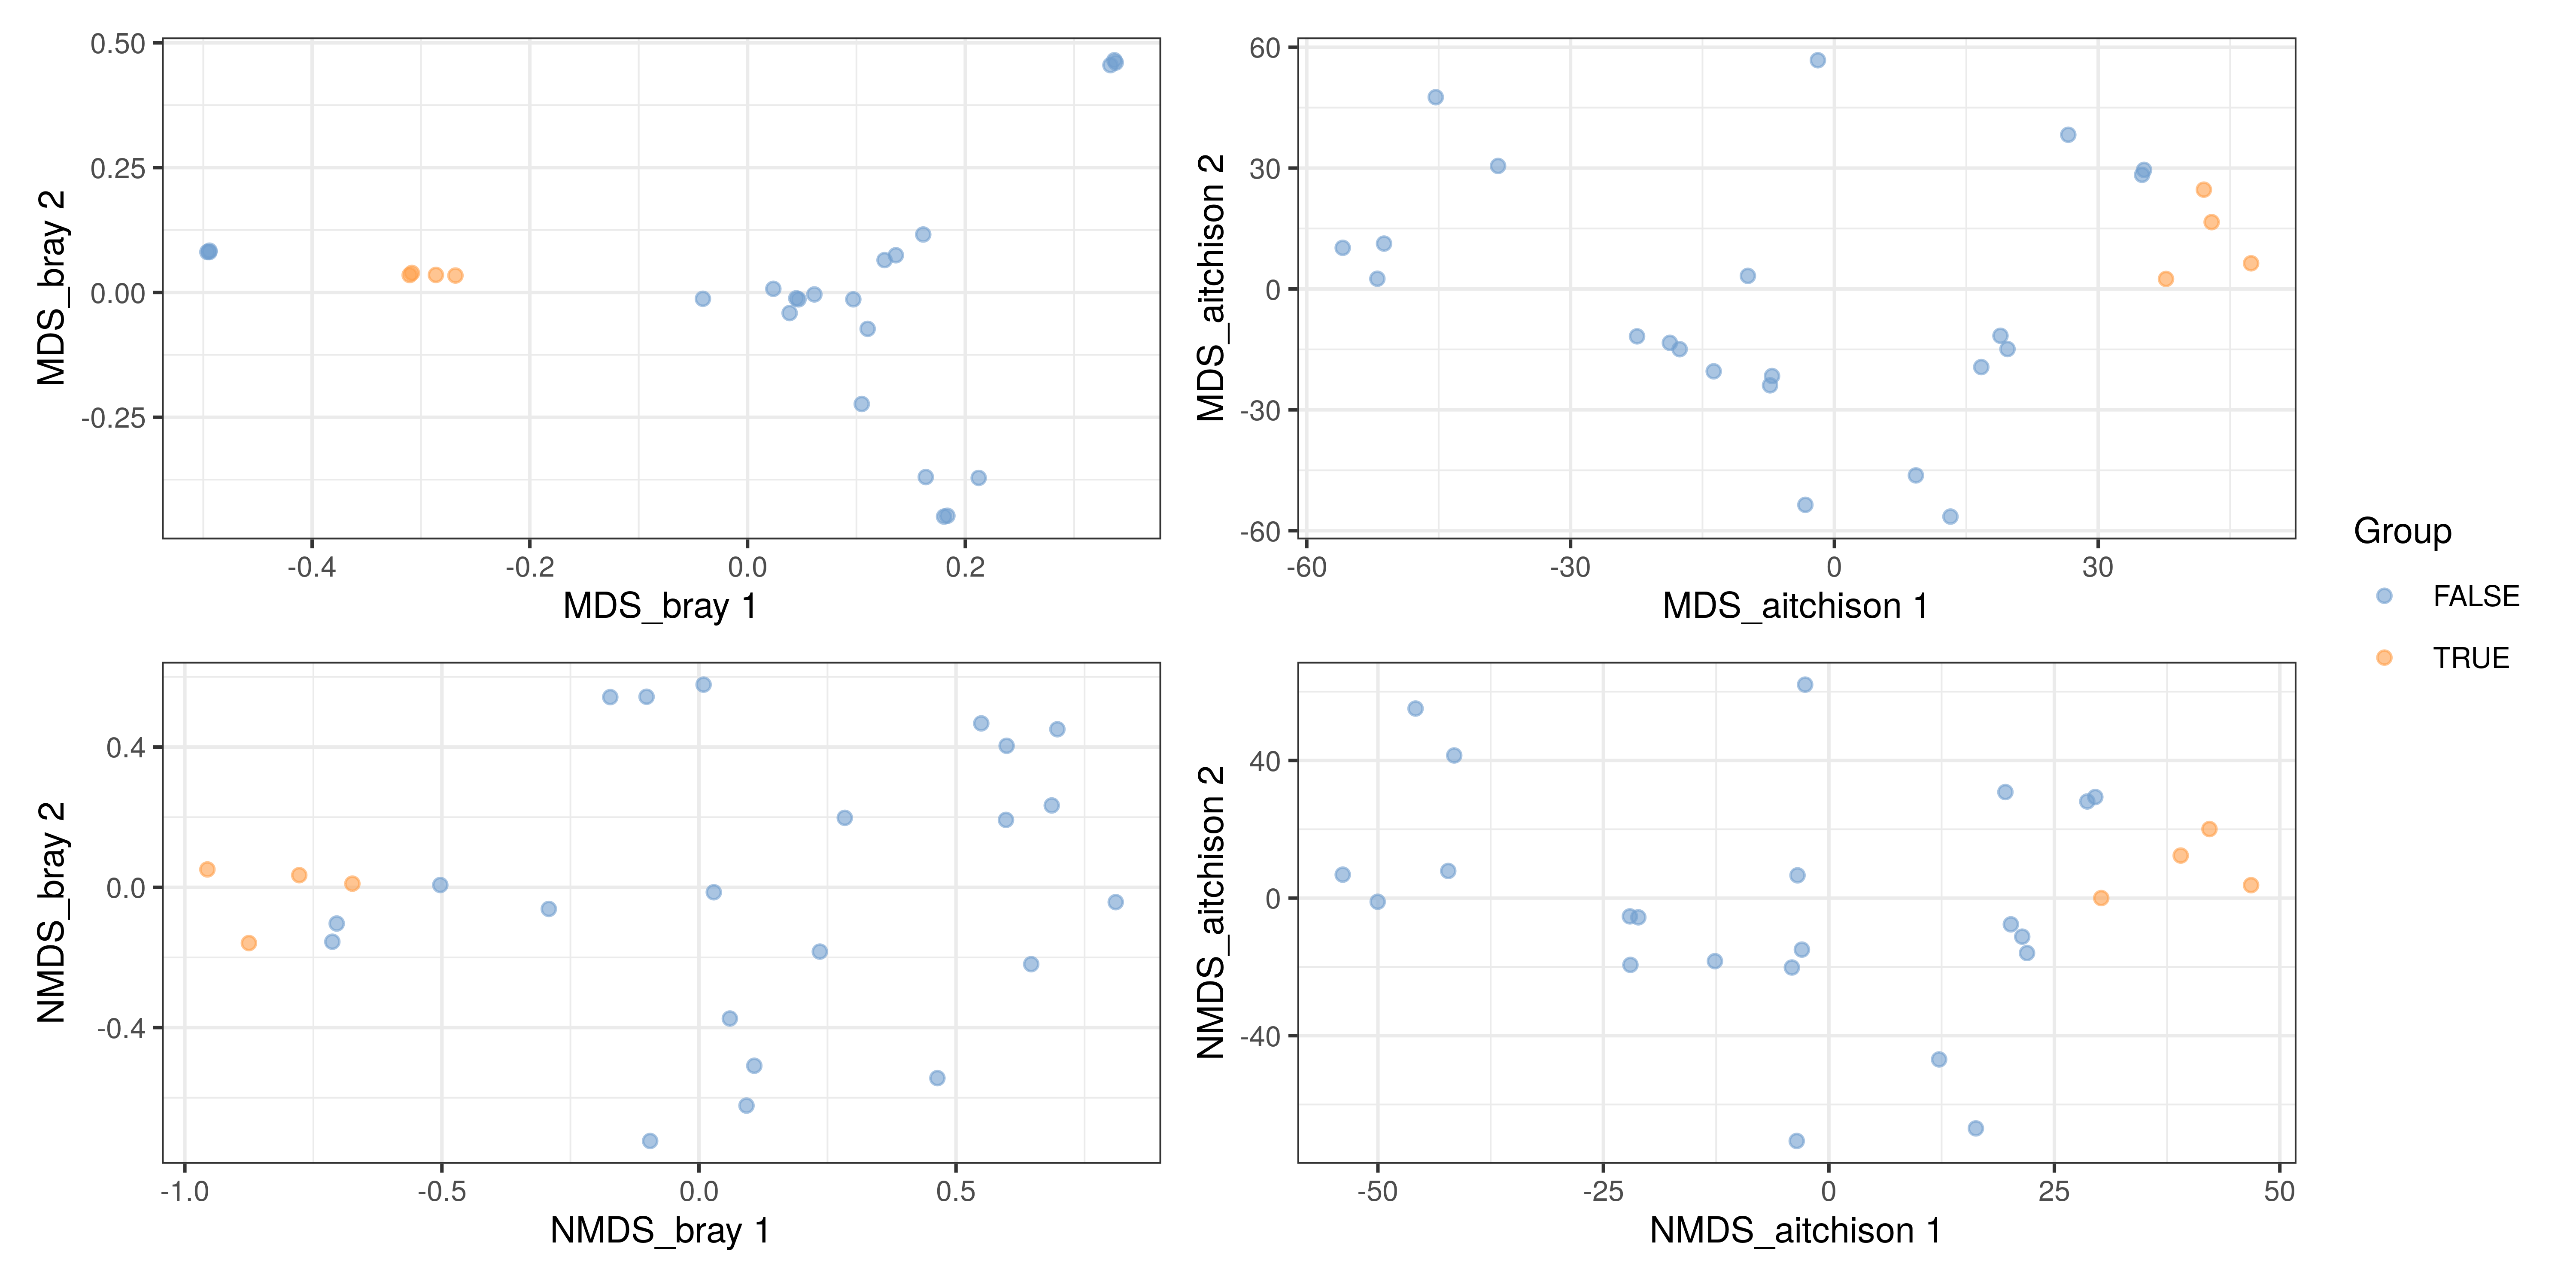 0.50
0.25
0.00
-0.25
MDS_bray 2
-0.4
-0.2
0.0
0.2
MDS_bray 1
60
30
0
-30
-60
MDS_aitchison 2
-60
-30
0
30
MDS_aitchison 1
0.4
0.0
-0.4
NMDS_bray 2
-1.0
-0.5
0.0
0.5
NMDS_bray 1
40
0
-40
NMDS_aitchison 2
-50
-25
0
25
50
NMDS_aitchison 1
Group
FALSE
TRUE